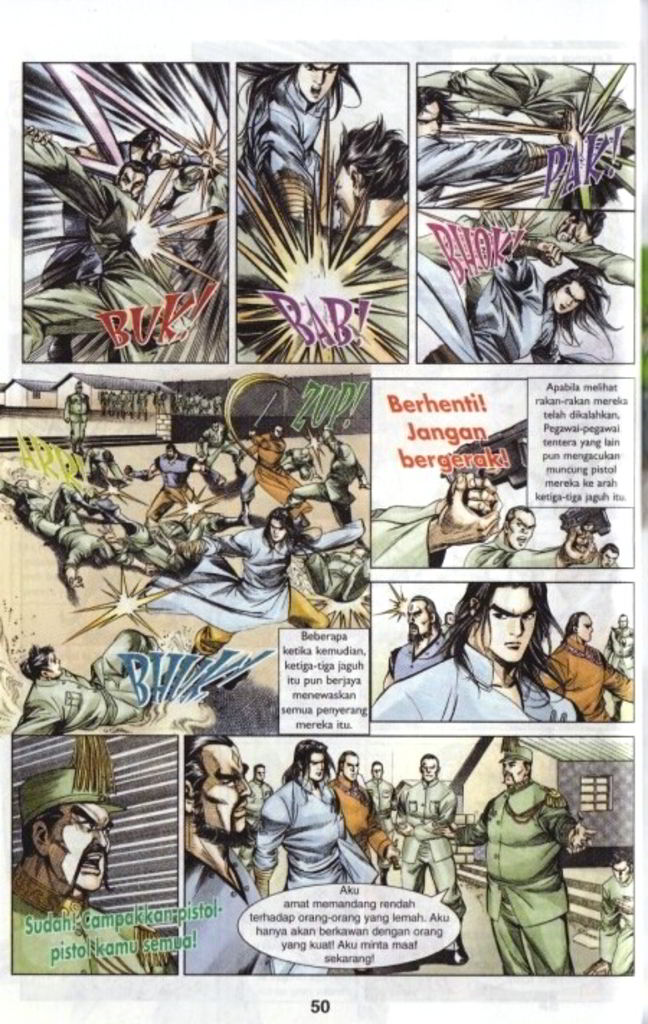 BUK!
BAB!
PAK!
BHOK!
ARR!
ZUP!
BHUK
Beberapa
ketika kemudian,
ketiga-tiga jaguh
itu pun berjaya
menewaskan
semua penyerang
mereka itu.
Berhenti!
Jangan
bergerak!
Apabila melihat
rakan-rakan mereka
telah dikalahkan,
Pegawai-pegawai
tentera yang lain
pun mengacukan
muncung pistol
mereka ke arah
ketiga-tiga jaguh itu.
Sudah! Campakkan pistol-
pistol kamu semua!
Aku
amat memandang rendah
terhadap orang-orang yang lemah. Aku
hanya akan berkawan dengan orang
yang kuat! Aku minta maaf
sekarang!
50